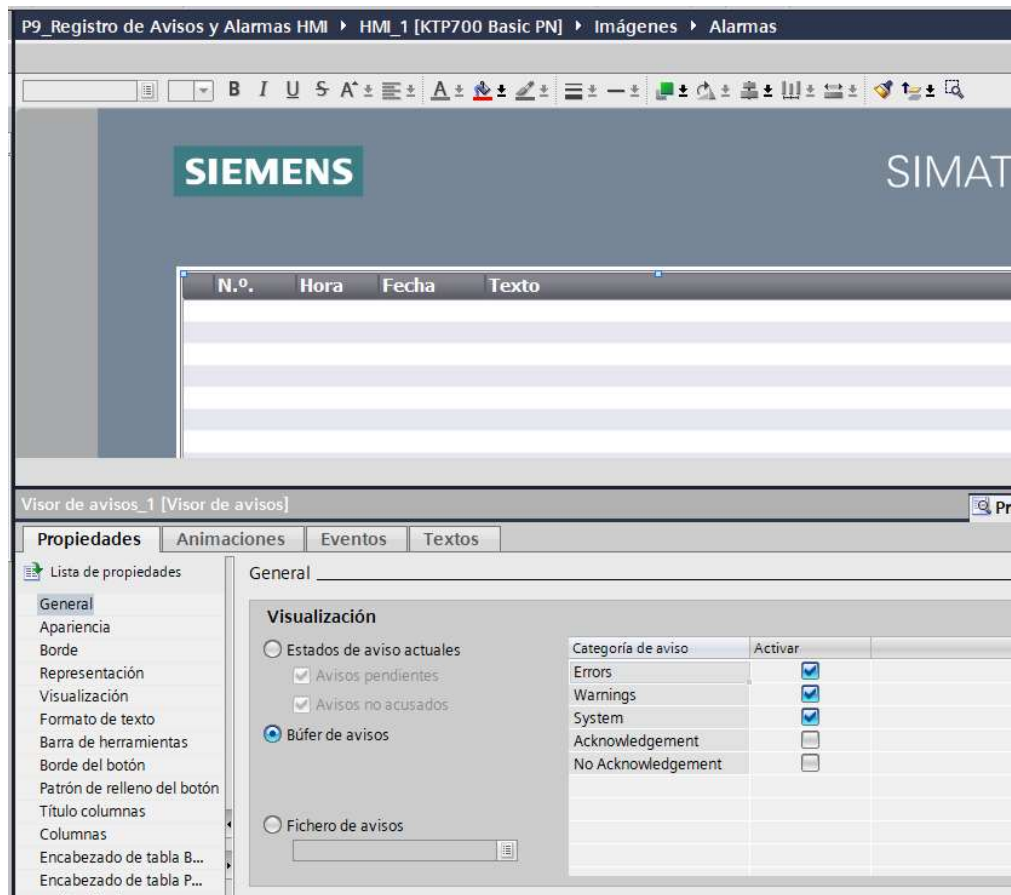 P9_Registro de Avisos y Alarmas HMI ▸ HMI_1 [KTP700 Basic PN] ▸ Imágenes ▸ Alarmas
B I U S A A
SIEMENS
SIMAT
N.º. Hora Fecha Texto
Visor de avisos_1 [Visor de avisos]
Pr
Propiedades Animaciones Eventos Textos
Lista de propiedades
General
Apariencia
Borde
Representación
Visualización
Formato de texto
Barra de herramientas
Borde del botón
Patrón de relleno del botón
Título columnas
Columnas
Encabezado de tabla B...
Encabezado de tabla P...
General
Visualización
Estados de aviso actuales
Avisos pendientes
Avisos no acusados
Búfer de avisos
Fichero de avisos
Categoría de aviso Activar
Errors
Warnings
System
Acknowledgement
No Acknowledgement